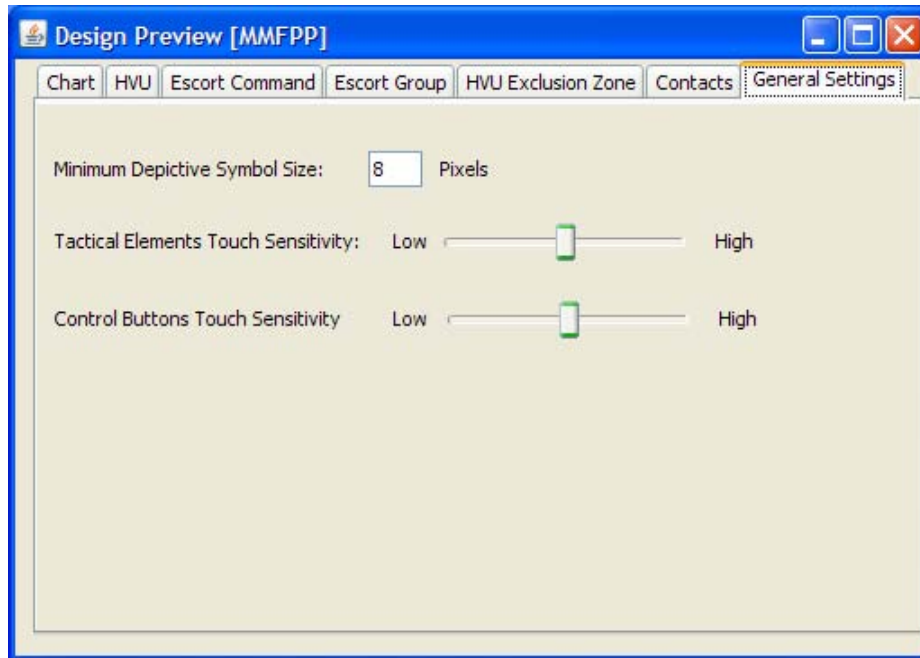 Design Preview [MMFPP]
Chart HVU Escort Command Escort Group HVU Exclusion Zone Contacts General Settings
Minimum Depictive Symbol Size: 8 Pixels
Tactical Elements Touch Sensitivity: Low High
Control Buttons Touch Sensitivity Low High